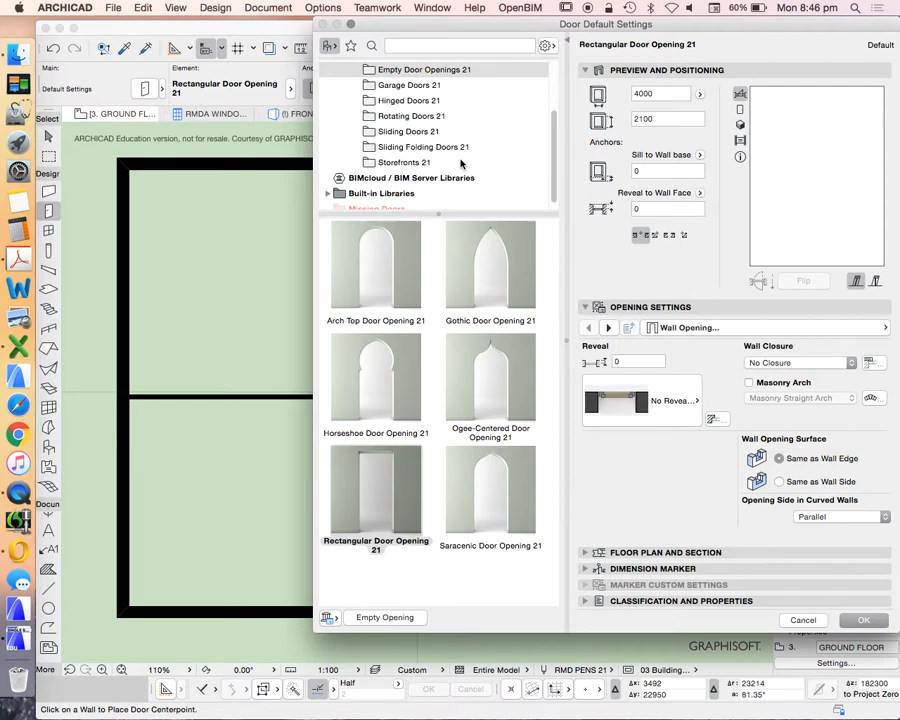 ARCHICAD File Edit View Design Document Options Teamwork Window Help OpenBIM 60% Mon 8:46 pm
Door Default Settings
Main:
Default Settings
Element:
Rectangular Door Opening 21
[3. GROUND FL...
RMDA WINDO...
(!) FRON
Select
Design
Docun
More
ARCHICAD Education version, not for resale. Courtesy of GRAPHISO
Empty Door Openings 21
Garage Doors 21
Hinged Doors 21
Rotating Doors 21
Sliding Doors 21
Sliding Folding Doors 21
Storefronts 21
BIMcloud / BIM Server Libraries
Built-in Libraries
Missing Doors
Arch Top Door Opening 21
Gothic Door Opening 21
Horseshoe Door Opening 21
Ogee-Centered Door Opening 21
Rectangular Door Opening 21
Saracenic Door Opening 21
Empty Opening
Rectangular Door Opening 21
Default
PREVIEW AND POSITIONING
4000
2100
Anchors:
Sill to Wall base
0
Reveal to Wall Face
0
Flip
OPENING SETTINGS
Wall Opening...
Reveal
0
No Revea...
Wall Closure
No Closure
Masonry Arch
Masonry Straight Arch
Wall Opening Surface
Same as Wall Edge
Same as Wall Side
Opening Side in Curved Walls
Parallel
FLOOR PLAN AND SECTION
DIMENSION MARKER
MARKER CUSTOM SETTINGS
CLASSIFICATION AND PROPERTIES
Cancel
OK
GRAPHISOFT.
3.
GROUND FLOOR
Settings...
110%
0.00°
1:100
Custom
Entire Model
RMD PENS 21
03 Building...
Half
2
OK
Cancel
Δx: 3492
Δy: 22950
Δr: 23214
α: 81.35°
Δz: 182300
to Project Zero
Click on a Wall to Place Door Centerpoint.